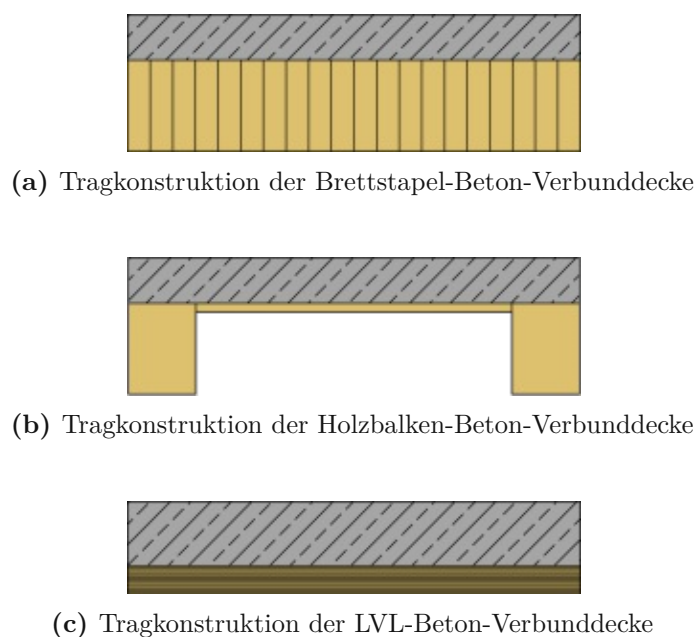 (a) Tragkonstruktion der Brettstapel-Beton-Verbunddecke
(b) Tragkonstruktion der Holzbalken-Beton-Verbunddecke
(c) Tragkonstruktion der LVL-Beton-Verbunddecke